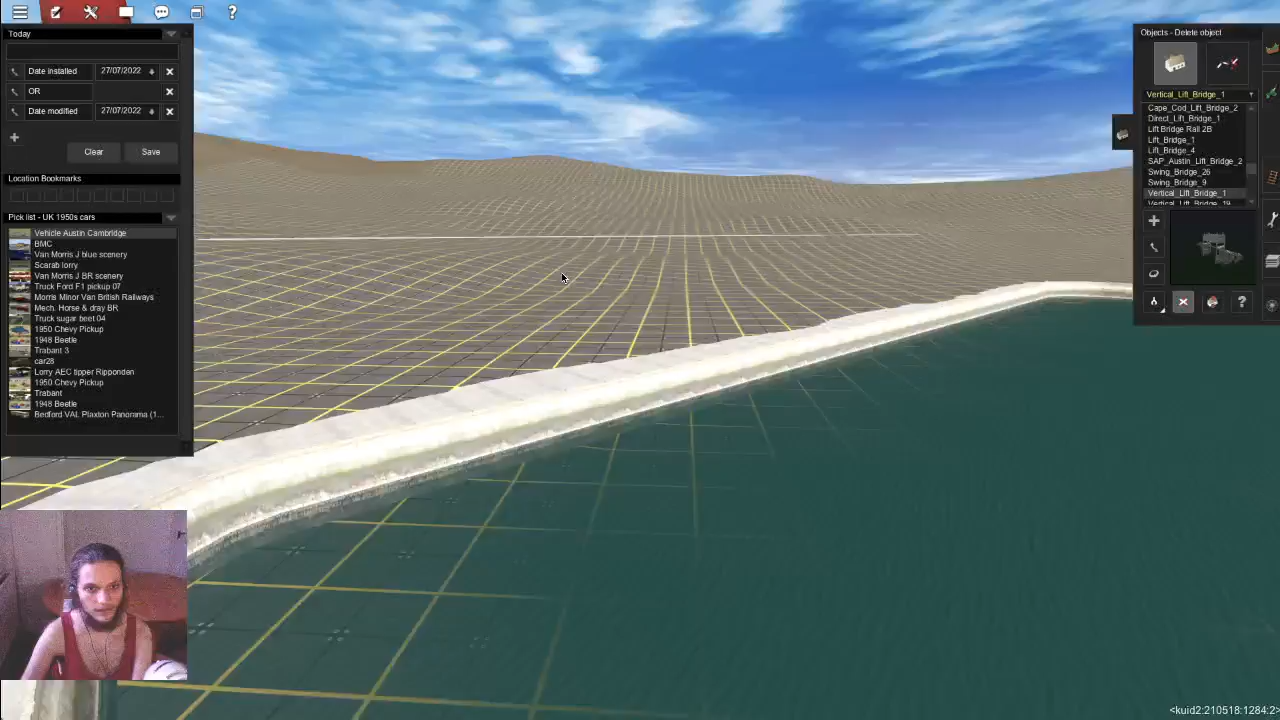 Today
Date installed 27/07/2022
OR
Date modified 27/07/2022
Clear Save
Location Bookmarks
Pick list - UK 1950s cars
Vehicle Austin Cambridge
BMC
Van Morris J blue scenery
Scarab lorry
Van Morris J BR scenery
Truck Ford F1 pickup 07
Morris Minor Van British Railways
Mech. Horse & dray BR
Truck sugar beet 04
1950 Chevy Pickup
1948 Beetle
Trabant 3
car28
Lorry AEC tipper Ripponden
1950 Chevy Pickup
Trabant
1948 Beetle
Bedford VAL Plaxton Panorama (1...
Objects - Delete object
Vertical_Lift_Bridge_1
Cape_Cod_Lift_Bridge_2
Direct_Lift_Bridge_1
Lift Bridge Rail 2B
Lift_Bridge_1
Lift_Bridge_4
SAP_Austin_Lift_Bridge_2
Swing_Bridge_26
Swing_Bridge_9
Vertical_Lift_Bridge_1
Vertical_Lift_Bridge_19
<kuid2:210518:1284:2>